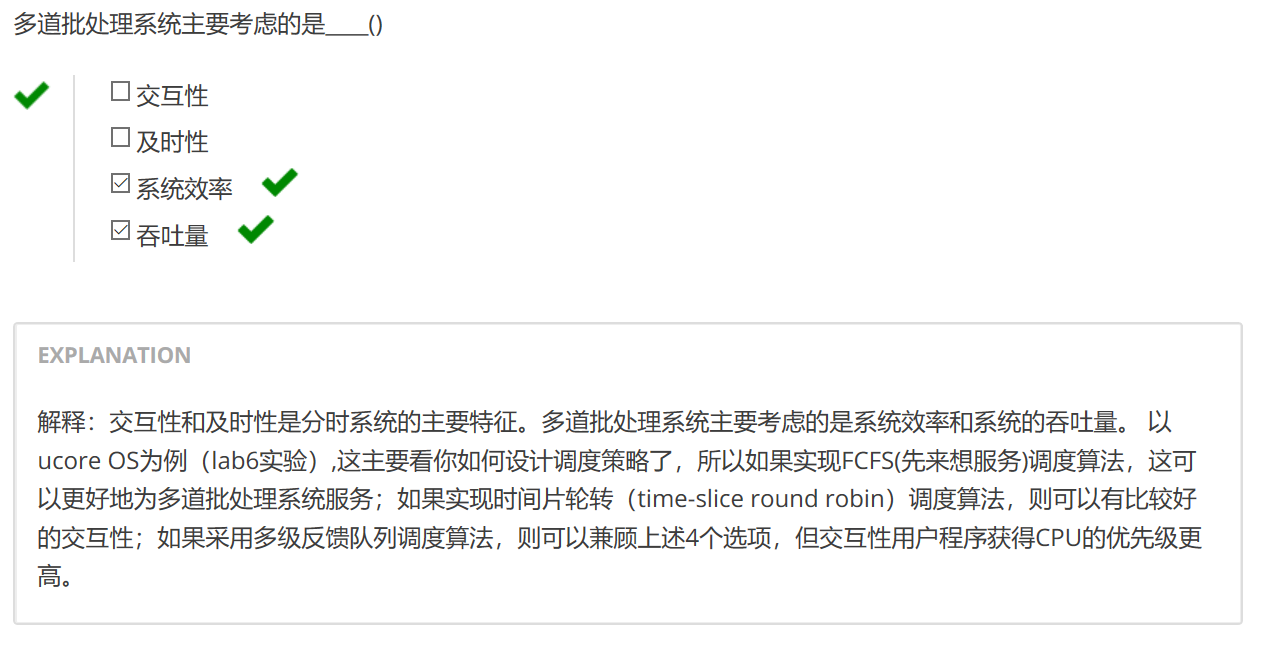 多道批处理系统主要考虑的是____()
交互性
及时性
系统效率
吞吐量
EXPLANATION
解释：交互性和及时性是分时系统的主要特征。多道批处理系统主要考虑的是系统效率和系统的吞吐量。 以
ucore OS为例（lab6实验）,这主要看你如何设计调度策略了，所以如果实现FCFS(先来想服务)调度算法，这可
以更好地为多道批处理系统服务；如果实现时间片轮转（time-slice round robin）调度算法，则可以有比较好
的交互性；如果采用多级反馈队列调度算法，则可以兼顾上述4个选项，但交互性用户程序获得CPU的优先级更
高。